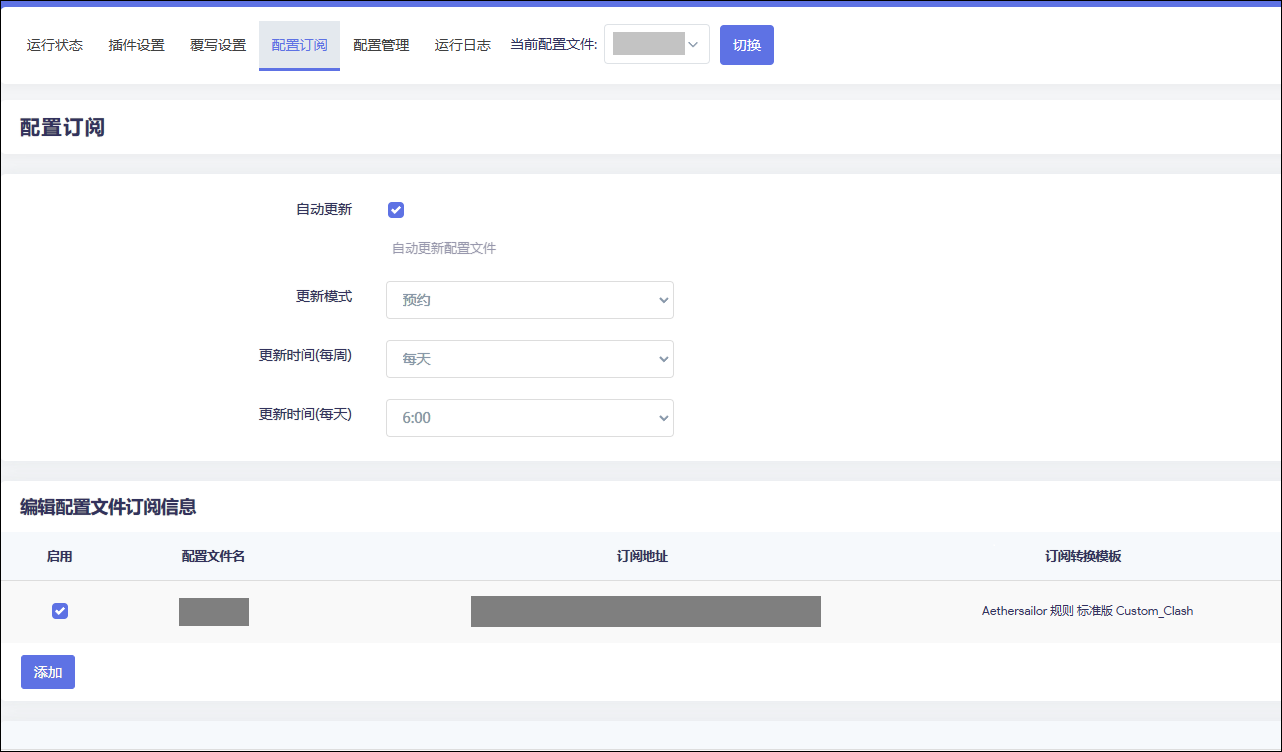 运行状态 插件设置 覆写设置 配置订阅 配置管理 运行日志 当前配置文件: 切换
配置订阅
自动更新
自动更新配置文件
更新模式 预约
更新时间(每周) 每天
更新时间(每天) 6:00
编辑配置文件订阅信息
启用 配置文件名 订阅地址 订阅转换模板
Aethersailor 规则 标准版 Custom_Clash
添加